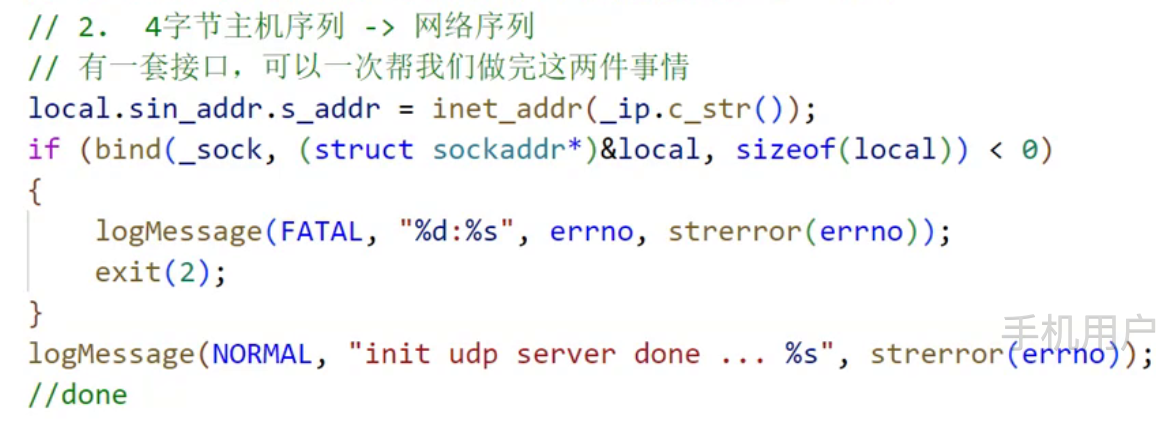 // 2.  4字节主机序列 -> 网络序列
// 有一套接口，可以一次帮我们做完这两件事情
local.sin_addr.s_addr = inet_addr(_ip.c_str());
if (bind(_sock, (struct sockaddr*)&local, sizeof(local)) < 0)
{
    logMessage(FATAL, "%d:%s", errno, strerror(errno));
    exit(2);
}
手机用户
logMessage(NORMAL, "init udp server done ... %s", strerror(errno));
//done